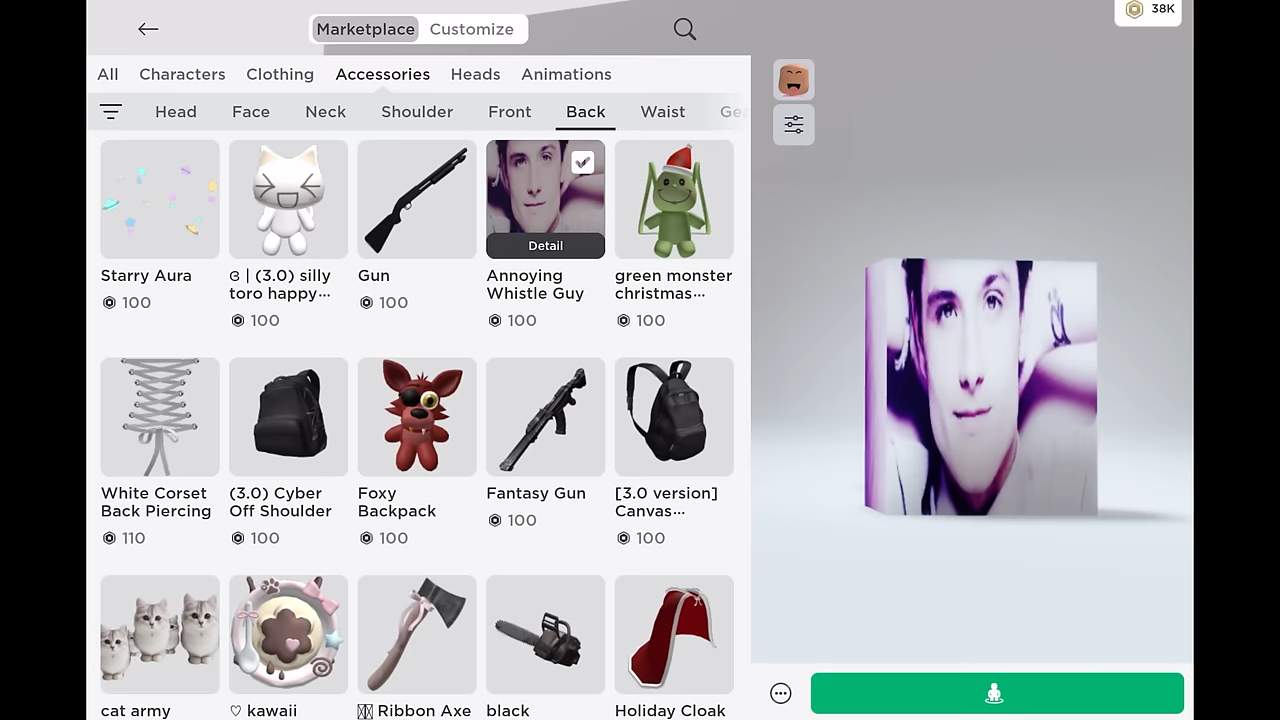 Marketplace
Customize
38K
All
Characters
Clothing
Accessories
Heads
Animations
Head
Face
Neck
Shoulder
Front
Back
Waist
Detail
Starry Aura
100
ଓ | (3.0) silly
toro happy...
100
Gun
100
Annoying
Whistle Guy
100
green monster
christmas...
100
White Corset
Back Piercing
110
(3.0) Cyber
Off Shoulder
100
Foxy
Backpack
100
Fantasy Gun
100
[3.0 version]
Canvas...
100
cat army
♡ kawaii
Ribbon Axe
black
Holiday Cloak